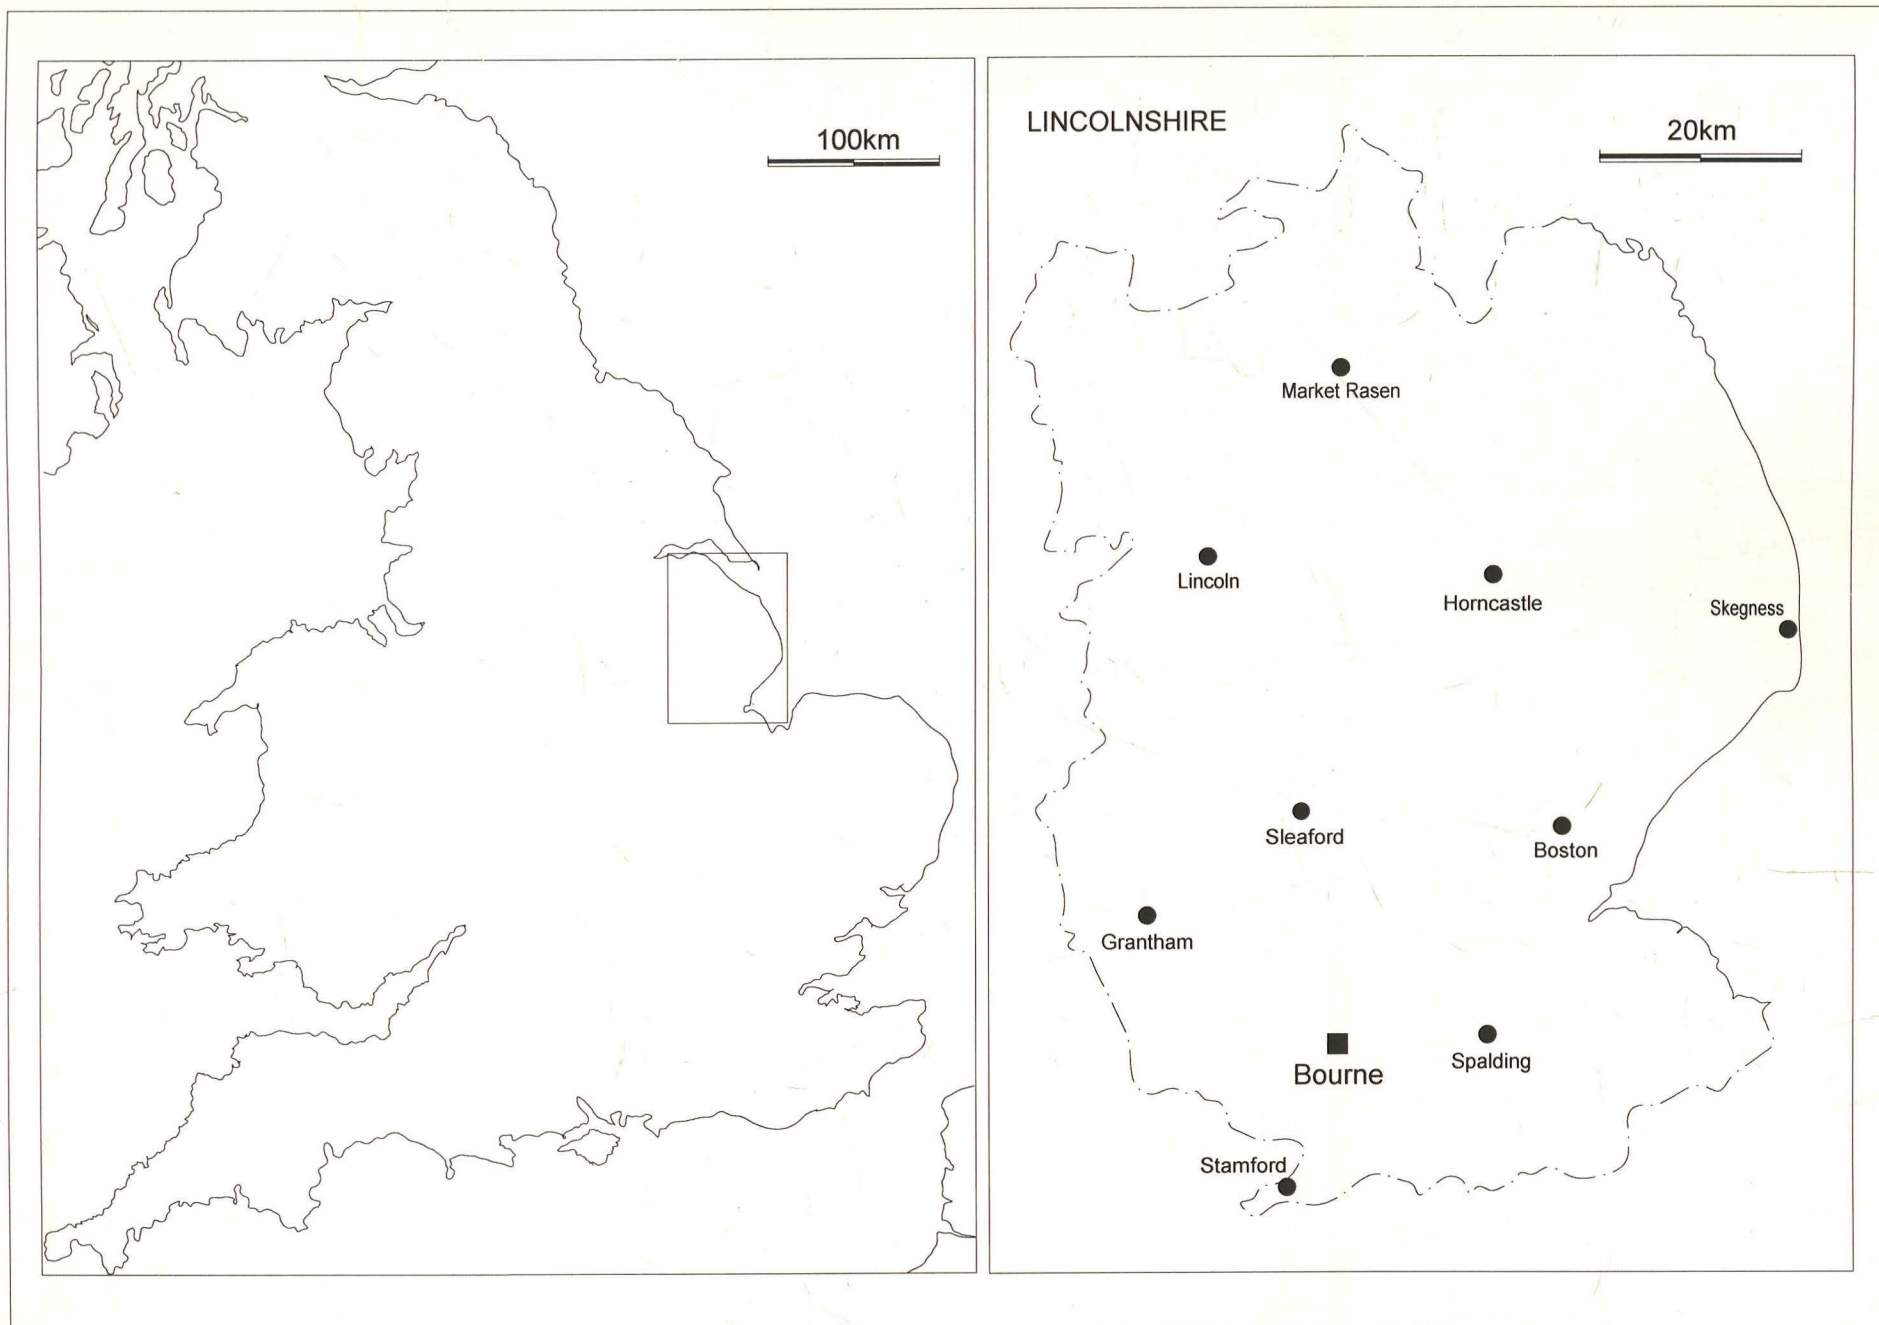 100km
LINCOLNSHIRE
20km
Market Rasen
Lincoln
Horncastle
Skegness
Sleaford
Boston
Grantham
Bourne
Spalding
Stamford